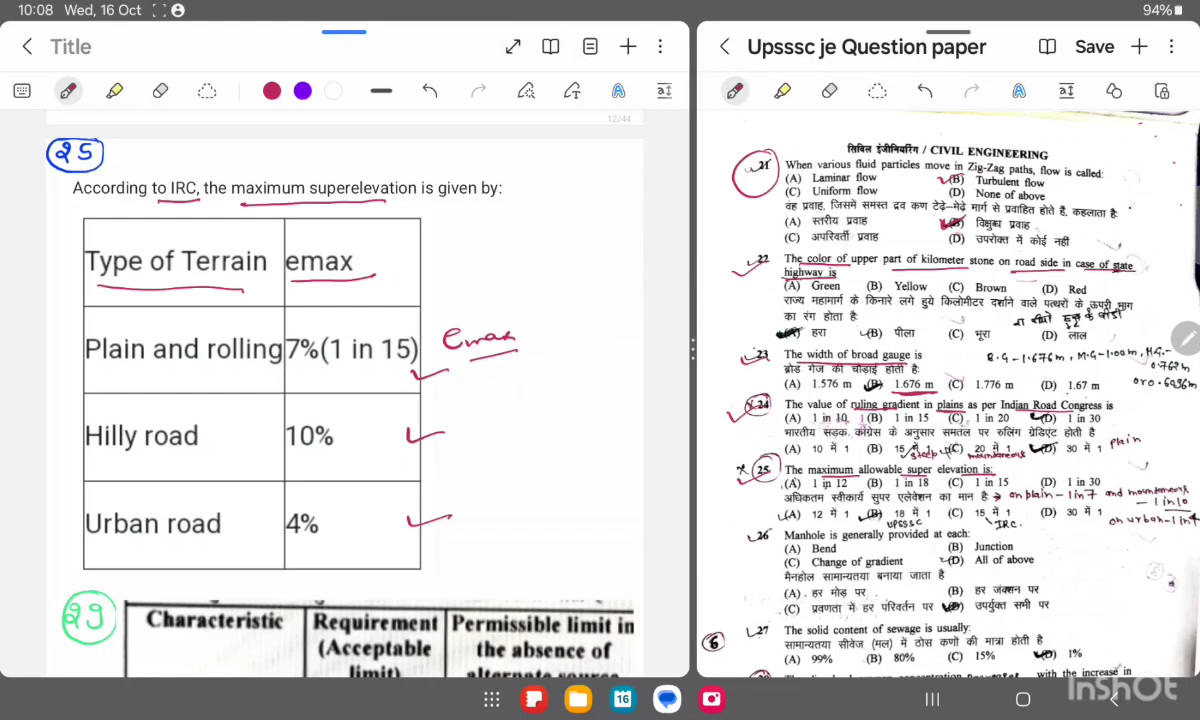 10:08 Wed, 16 Oct
94%
Title
12/44
25
According to IRC, the maximum superelevation is given by:
Type of Terrain emax
Plain and rolling 7%(1 in 15)
emax
Hilly road 10%
Urban road 4%
29
Characteristic Requirement (Acceptable limit) Permissible limit in the absence of
Upsssc je Question paper Save
सिविल इंजीनियरिंग / CIVIL ENGINEERING
21 When various fluid particles move in Zig-Zag paths, flow is called:
(A) Laminar flow (B) Turbulent flow
(C) Uniform flow (D) None of above
वह प्रवाह, जिसमें समस्त द्रव कण टेढ़े-मेढ़े मार्ग से प्रवाहित होते हैं, कहलाता है:
(A) स्तरीय प्रवाह (B) विक्षुब्ध प्रवाह
(C) अपरिवर्ती प्रवाह (D) उपरोक्त में कोई नहीं
22 The color of upper part of kilometer stone on road side in case of state
highway is
(A) Green (B) Yellow (C) Brown (D) Red
राज्य महामार्ग के किनारे लगे हुये किलोमीटर दर्शाने वाले पत्थरों के ऊपरी भाग
का रंग होता है:
(A) हरा (B) पीला (C) भूरा (D) लाल
23 The width of broad gauge is
B.G-1.676m, M.G-1.00m, H.G.-
0.762m
ब्रोड गेज की चौड़ाई होती है:
(A) 1.576 m (B) 1.676 m (C) 1.776 m (D) 1.67 m
24 The value of ruling gradient in plains as per Indian Road Congress is
(A) 1 in 10 (B) 1 in 15 (C) 1 in 20 (D) 1 in 30
भारतीय सड़क कांग्रेस के अनुसार समतल पर रुलिंग ग्रेडिएंट होती है
(A) 10 में 1 (B) 15 में 1 (C) 20 में 1 (D) 30 में 1 plain
steep mountaneous
25. The maximum allowable super elevation is:
(A) 1 in 12 (B) 1 in 18 (C) 1 in 15 (D) 1 in 30
अधिकतम स्वीकार्य सुपर एलेवेशन का मान है: on plain-1in7 and mountaneous
-1in10
(A) 12 में 1 (B) 18 में 1 (C) 15 में 1 (D) 30 में 1
UPSSSC IRC. on urban-
26 Manhole is generally provided at each:
(A) Bend (B) Junction
(C) Change of gradient (D) All of above
मैनहोल सामान्यतया बनाया जाता है
(A) हर मोड़ पर (B) हर जंक्शन पर
(C) प्रवणता में हर परिवर्तन पर (D) उपर्युक्त सभी पर
6
27 The solid content of sewage is usually:
सामान्यतया सीवेज (मल) में ठोस कणों की मात्रा होती है
(A) 99% (B) 80% (C) 15% (D) 1%
with the increase in
16
InShOt